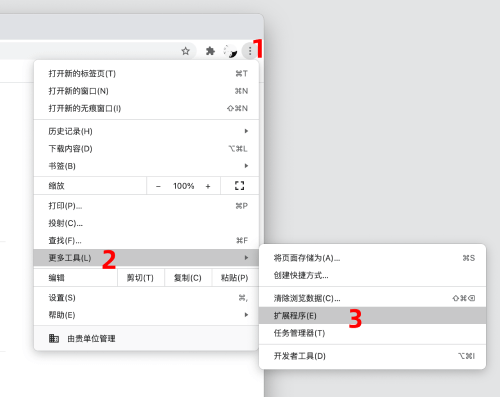 1
打开新的标签页(T) ⌘T
打开新的窗口(N) ⌘N
打开新的无痕窗口(I) ⇧⌘N
历史记录(H)
下载内容(D) ⌥⌘L
书签(B)
缩放 − 100% +
打印(P)... ⌘P
投射(C)...
查找(F)... ⌘F
更多工具(L) 2
编辑 剪切(T) 复制(C) 粘贴(P)
设置(S) ⌘,
帮助(E)
由贵单位管理
将页面存储为(A)... ⌘S
创建快捷方式...
清除浏览数据(C)... ⇧⌘⌫
扩展程序(E) 3
任务管理器(T)
开发者工具(D) ⌥⌘I